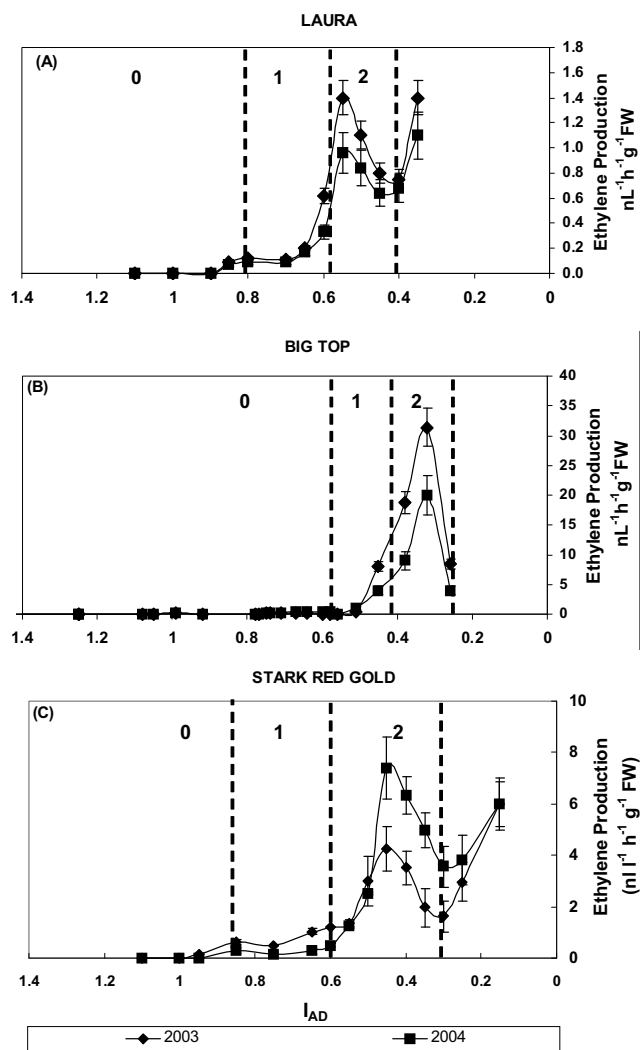 LAURA
(A)
0
1
2
1.8
1.6
1.4
1.2
1.0
0.8
0.6
0.4
0.2
0.0
Ethylene Production
nL⁻¹h⁻¹g⁻¹FW
1.4 1.2 1 0.8 0.6 0.4 0.2 0
BIG TOP
(B)
0
1
2
40
35
30
25
20
15
10
5
0
Ethylene Production
nL⁻¹h⁻¹g⁻¹FW
1.4 1.2 1 0.8 0.6 0.4 0.2 0
STARK RED GOLD
(C)
0
1
2
10
8
6
4
2
0
Ethylene Production
(nl l⁻¹ h⁻¹ g⁻¹ FW)
1.4 1.2 1 0.8 0.6 0.4 0.2 0
I_AD
2003 2004